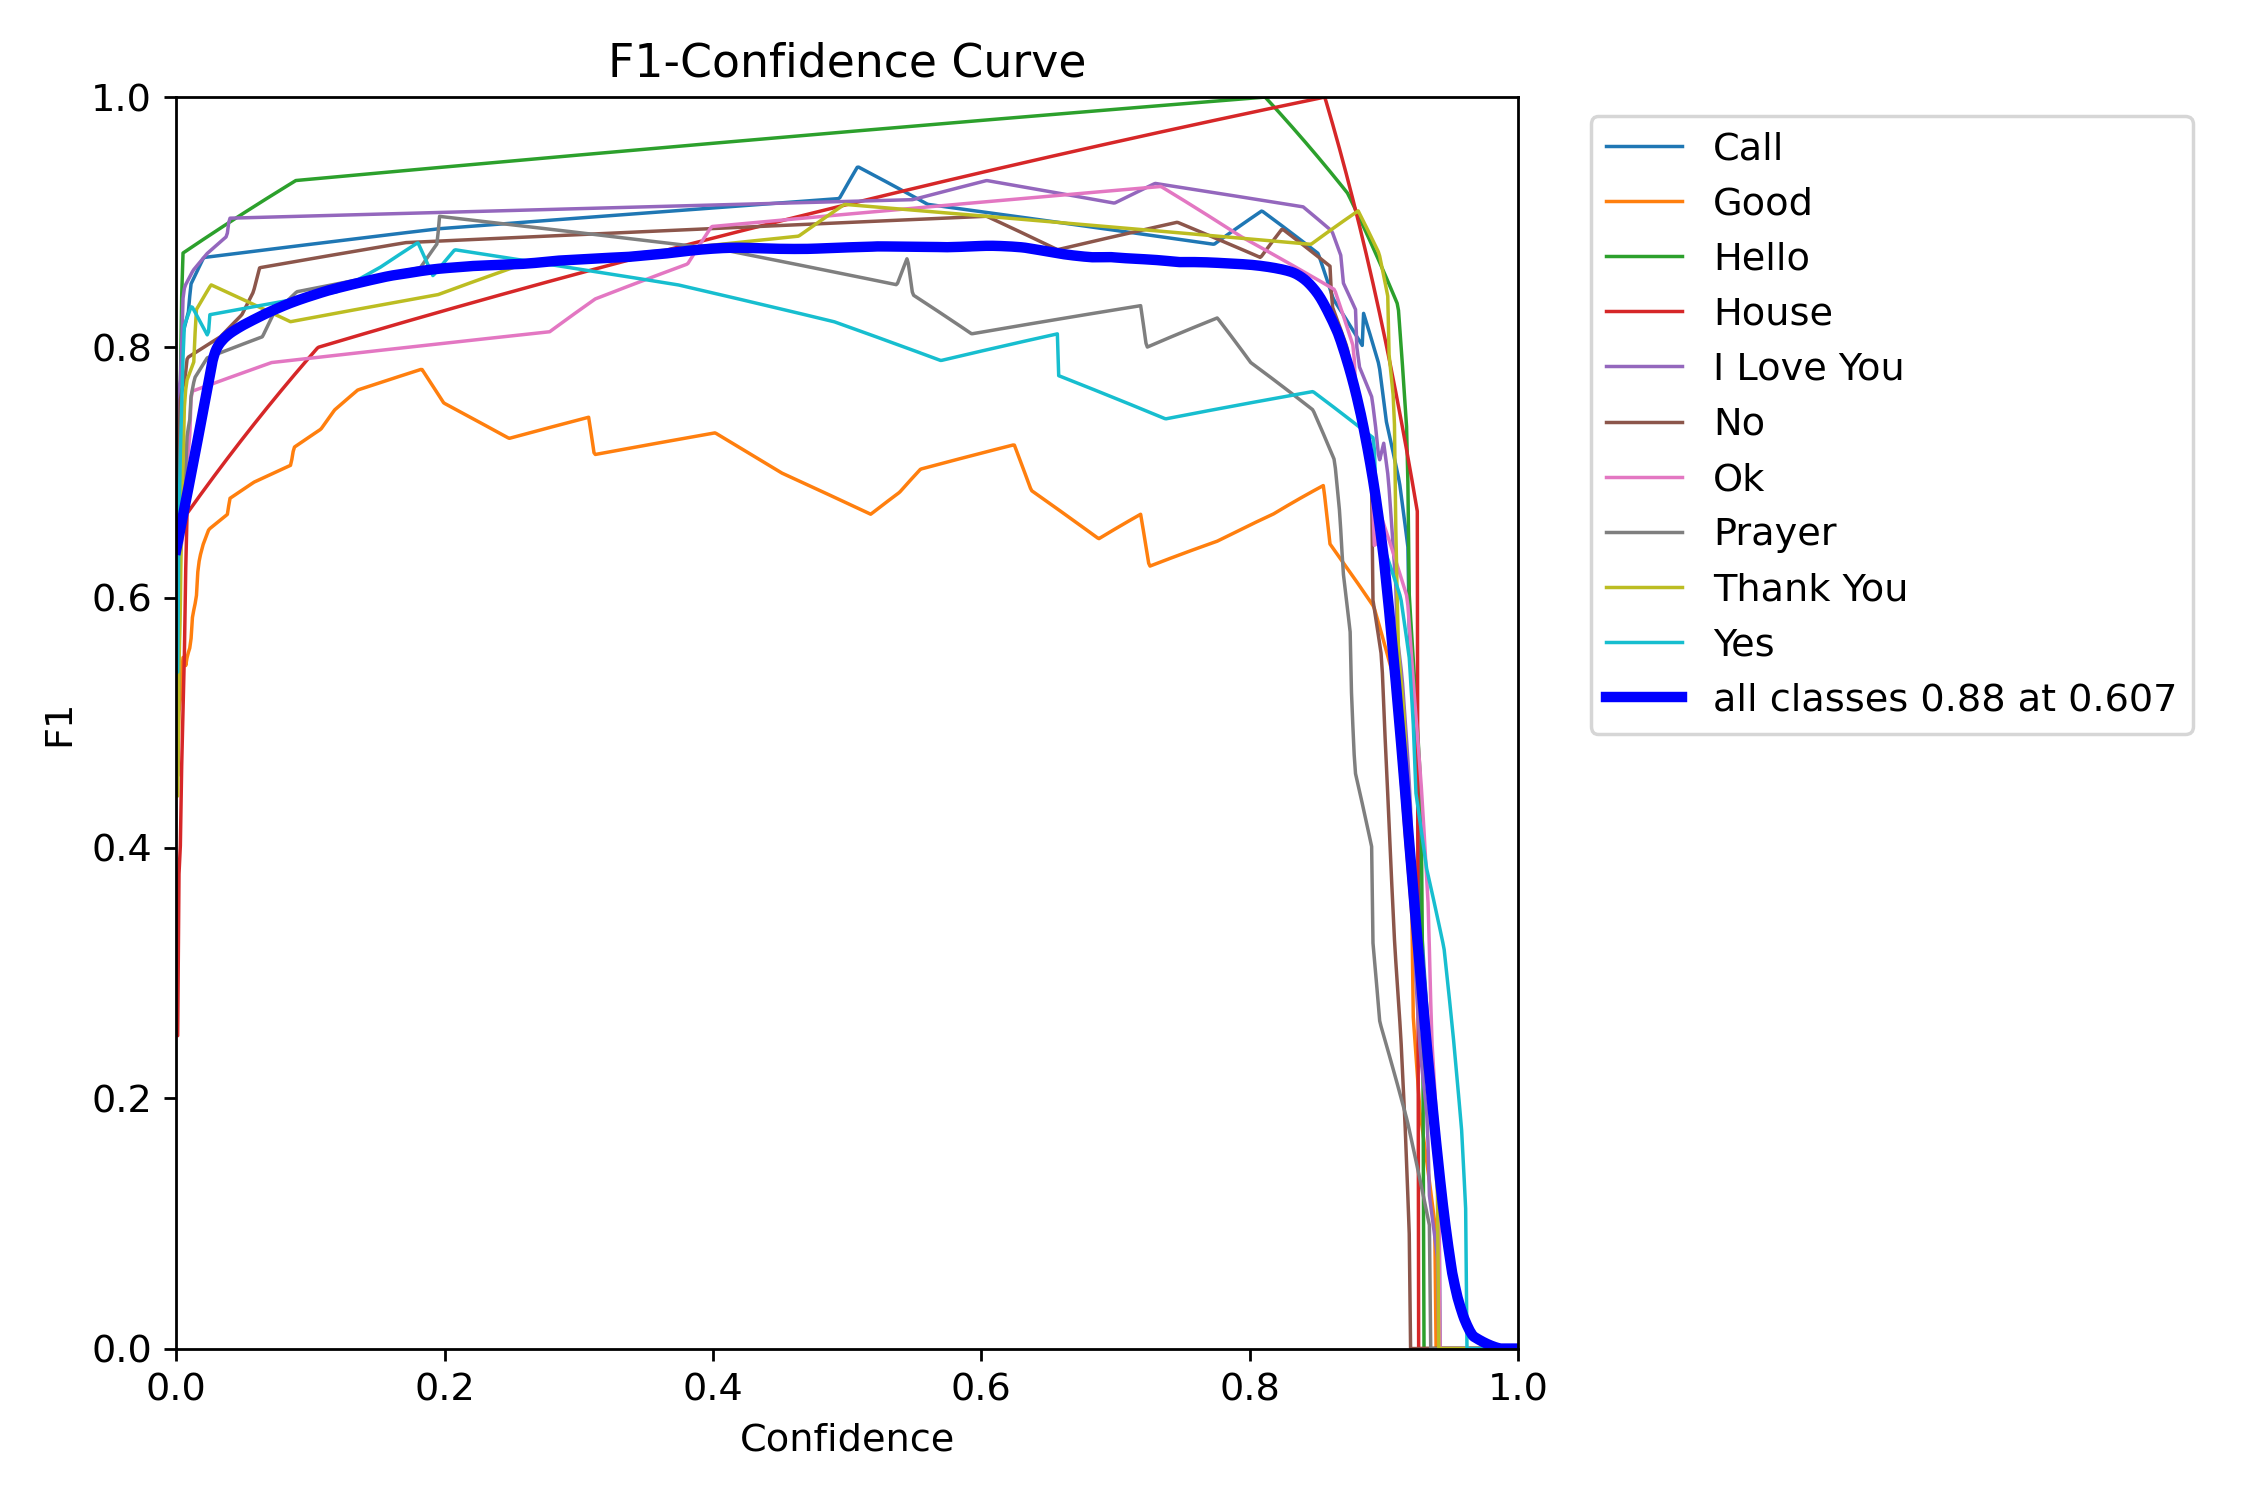 F1-Confidence Curve
1.0
0.8
0.6
0.4
0.2
0.0
F1
0.0 0.2 0.4 0.6 0.8 1.0
Confidence
Call
Good
Hello
House
I Love You
No
Ok
Prayer
Thank You
Yes
all classes 0.88 at 0.607